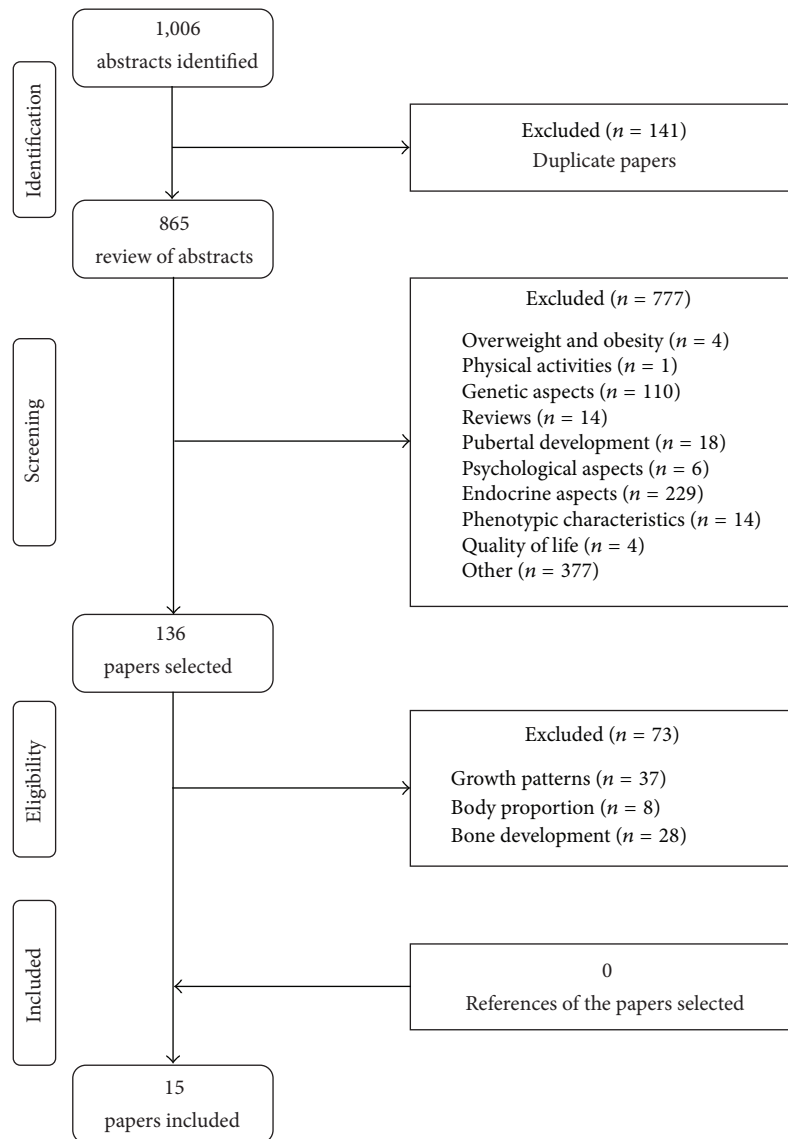 1,006
abstracts identified
Identification
Excluded (n = 141)
Duplicate papers
865
review of abstracts
Screening
Excluded (n = 777)
Overweight and obesity (n = 4)
Physical activities (n = 1)
Genetic aspects (n = 110)
Reviews (n = 14)
Pubertal development (n = 18)
Psychological aspects (n = 6)
Endocrine aspects (n = 229)
Phenotypic characteristics (n = 14)
Quality of life (n = 4)
Other (n = 377)
136
papers selected
Eligibility
Excluded (n = 73)
Growth patterns (n = 37)
Body proportion (n = 8)
Bone development (n = 28)
Included
0
References of the papers selected
15
papers included